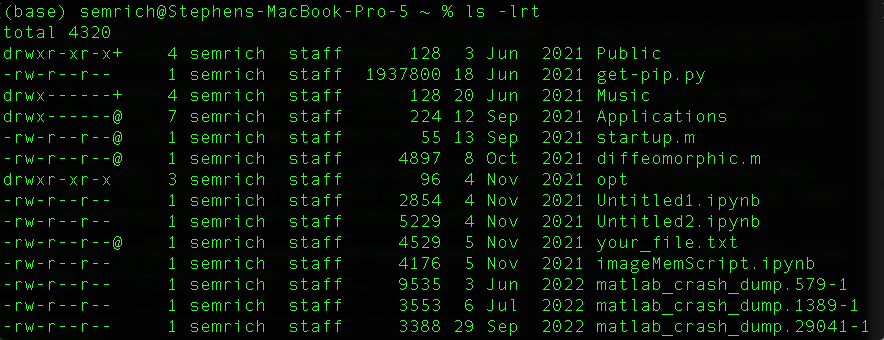 (base) semrich@Stephens-MacBook-Pro-5 ~ % ls -lrt
total 4320
drwxr-xr-x+    4 semrich  staff      128  3 Jun  2021 Public
-rw-r--r--     1 semrich  staff  1937800 18 Jun  2021 get-pip.py
drwx------+    4 semrich  staff      128 20 Jun  2021 Music
drwx------@    7 semrich  staff      224 12 Sep  2021 Applications
-rw-r--r--@    1 semrich  staff       55 13 Sep  2021 startup.m
-rw-r--r--@    1 semrich  staff     4897  8 Oct  2021 diffeomorphic.m
drwxr-xr-x     3 semrich  staff       96  4 Nov  2021 opt
-rw-r--r--     1 semrich  staff     2854  4 Nov  2021 Untitled1.ipynb
-rw-r--r--     1 semrich  staff     5229  4 Nov  2021 Untitled2.ipynb
-rw-r--r--@    1 semrich  staff     4529  5 Nov  2021 your_file.txt
-rw-r--r--     1 semrich  staff     4176  5 Nov  2021 imageMemScript.ipynb
-rw-r--r--     1 semrich  staff     9535  3 Jun  2022 matlab_crash_dump.579-1
-rw-r--r--     1 semrich  staff     3553  6 Jul  2022 matlab_crash_dump.1389-1
-rw-r--r--     1 semrich  staff     3388 29 Sep  2022 matlab_crash_dump.29041-1